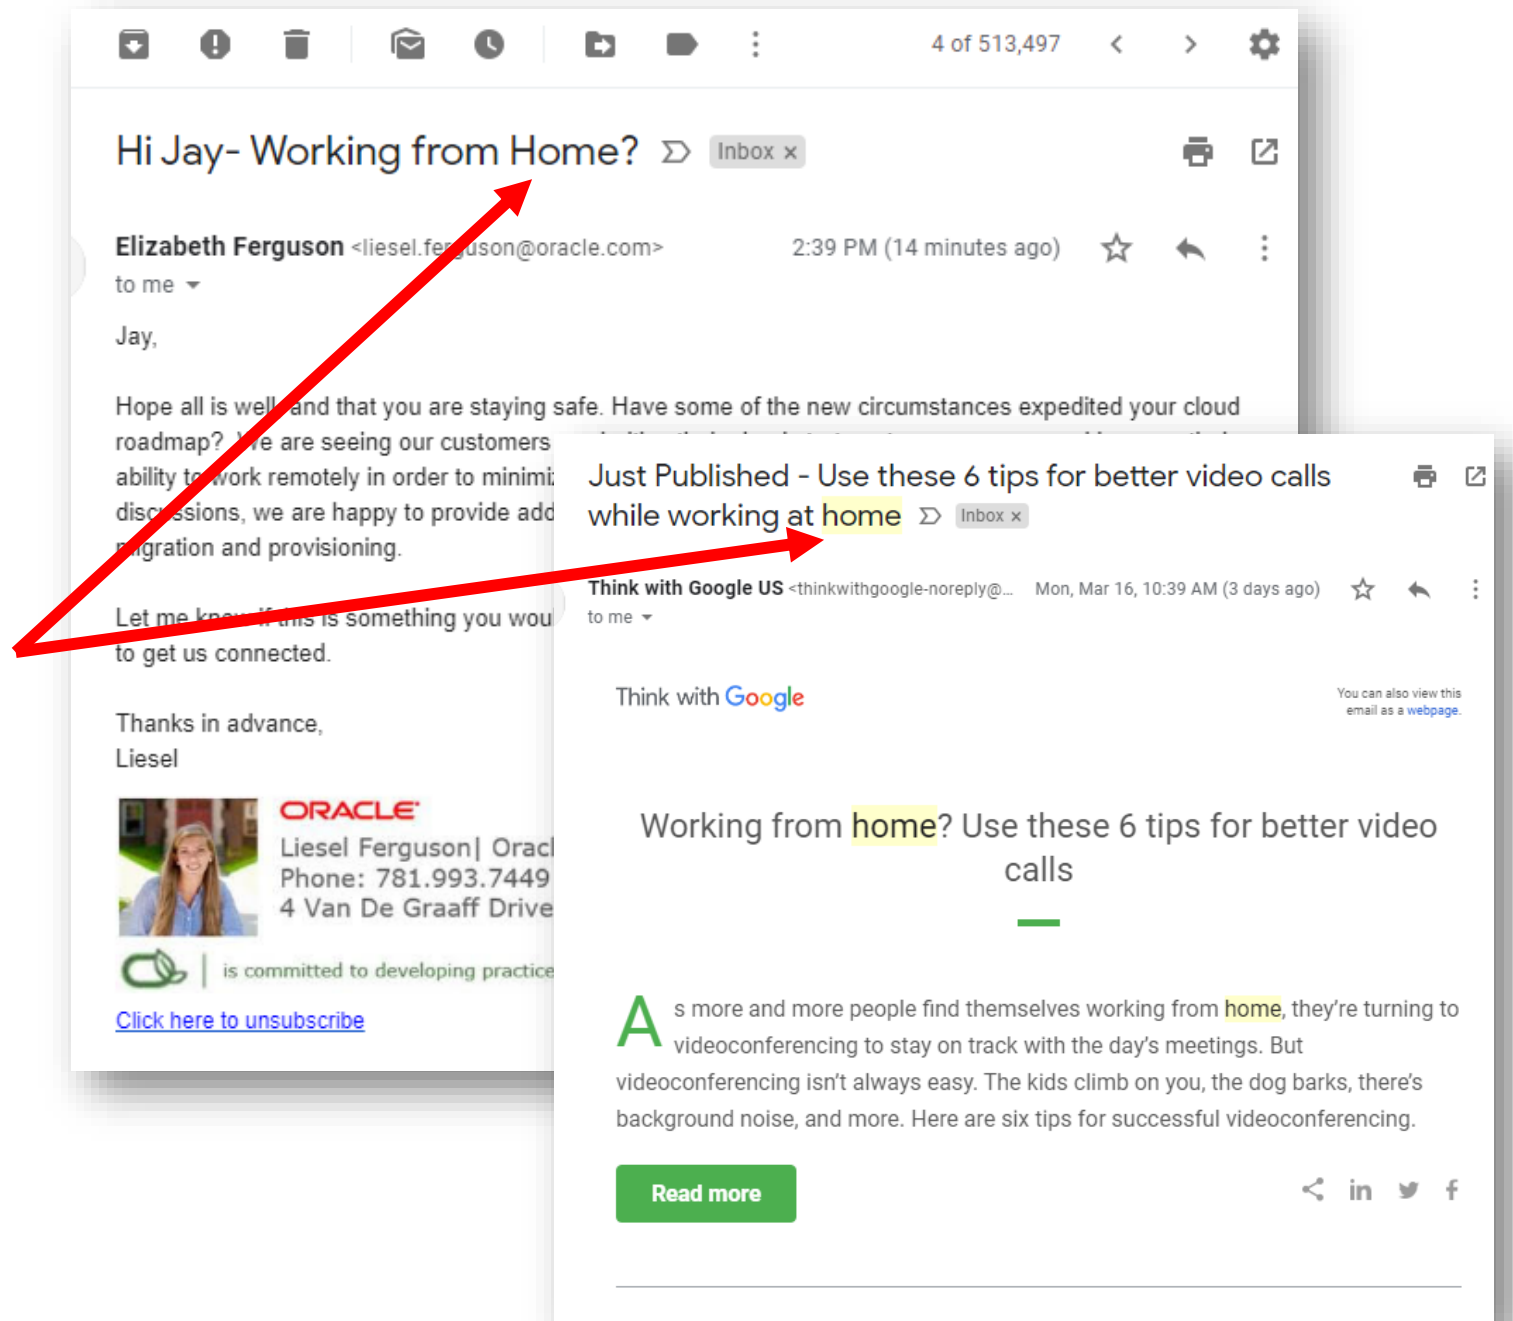 4 of 513,497
Hi Jay- Working from Home? Inbox x
Elizabeth Ferguson <liesel.ferguson@oracle.com> 2:39 PM (14 minutes ago)
to me
Jay,
Hope all is well and that you are staying safe. Have some of the new circumstances expedited your cloud
roadmap? We are seeing our customers
ability to work remotely in order to minimiz
discussions, we are happy to provide add
migration and provisioning.
Let me know if this is something you woul
to get us connected.
Thanks in advance,
Liesel
ORACLE
Liesel Ferguson| Oracl
Phone: 781.993.7449
4 Van De Graaff Drive
is committed to developing practice
Click here to unsubscribe
Just Published - Use these 6 tips for better video calls
while working at home Inbox x
Think with Google US <thinkwithgoogle-noreply@... Mon, Mar 16, 10:39 AM (3 days ago)
to me
Think with Google
You can also view this
email as a webpage.
Working from home? Use these 6 tips for better video
calls
As more and more people find themselves working from home, they're turning to
videoconferencing to stay on track with the day's meetings. But
videoconferencing isn't always easy. The kids climb on you, the dog barks, there's
background noise, and more. Here are six tips for successful videoconferencing.
Read more